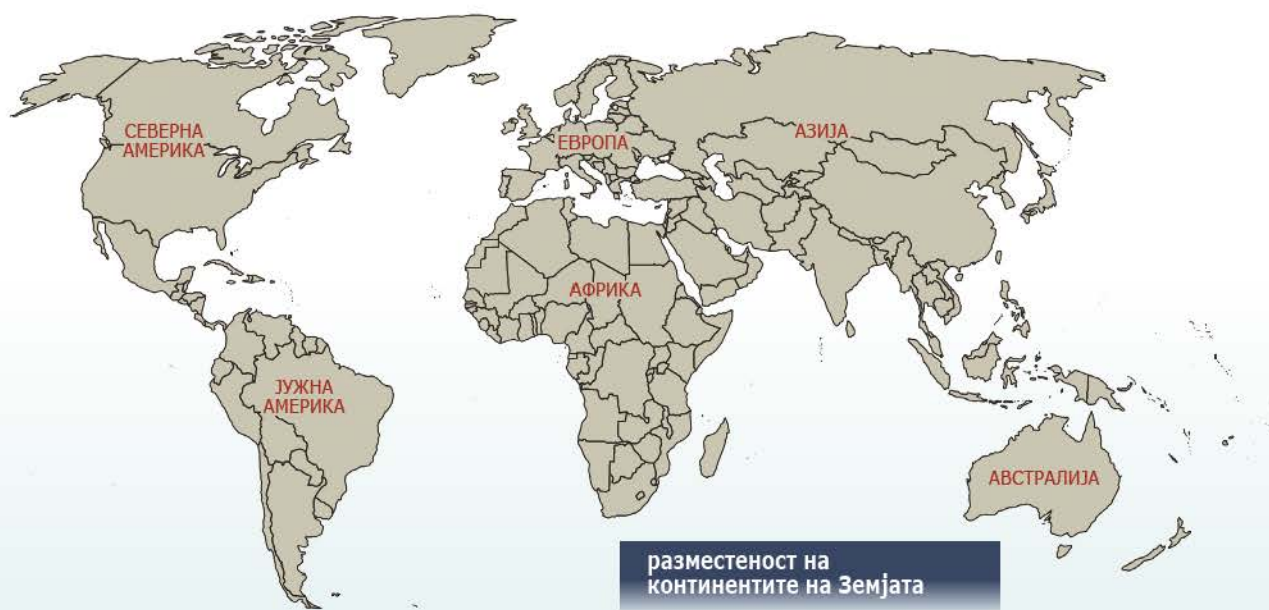 СЕВЕРНА
АМЕРИКА
ЕВРОПА
АЗИЈА
АФРИКА
ЈУЖНА
АМЕРИКА
АВСТРАЛИЈА
разместеност на
континентите на Земјата